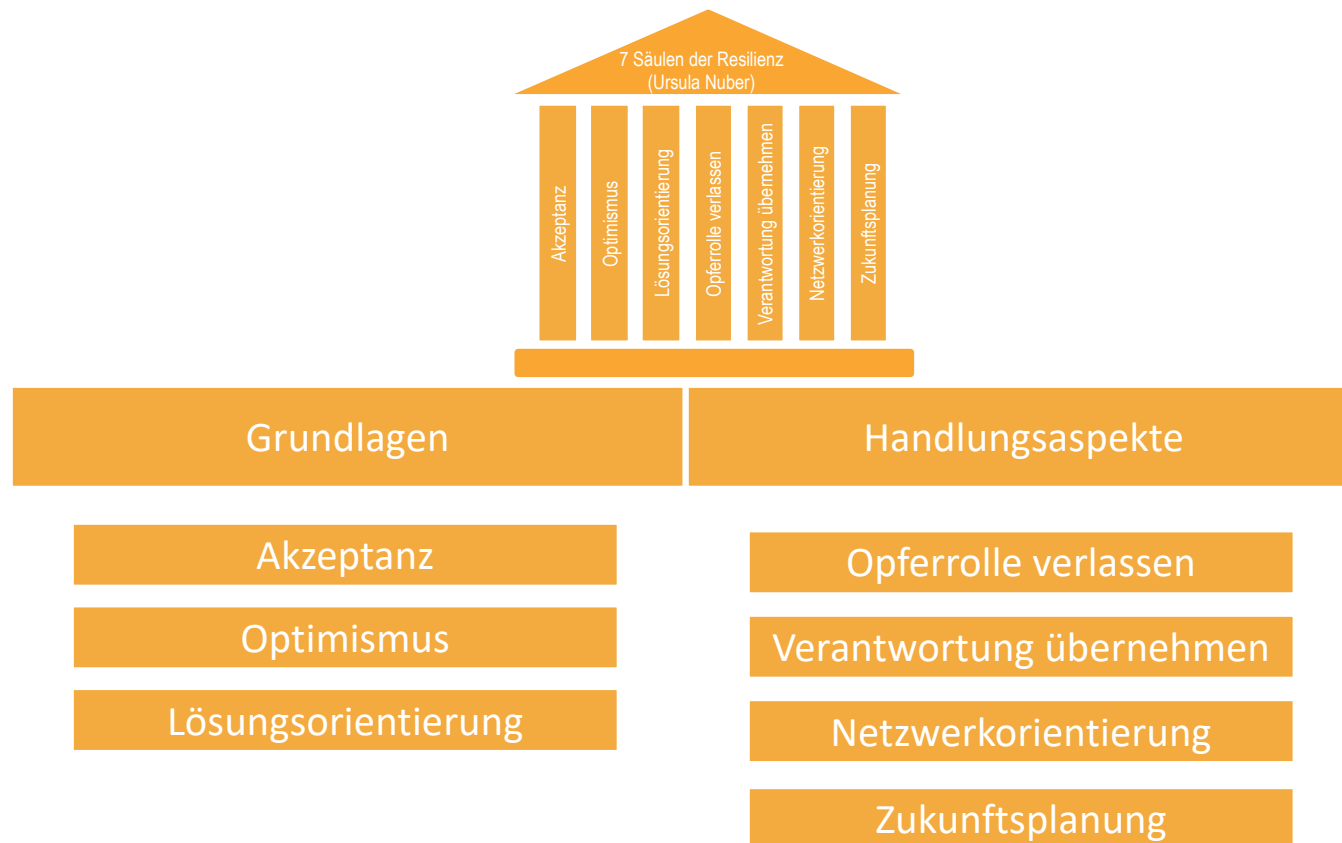 7 Säulen der Resilienz
(Ursula Nuber)
Akzeptanz
Optimismus
Lösungsorientierung
Opferrolle verlassen
Verantwortung übernehmen
Netzwerkorientierung
Zukunftsplanung
Grundlagen
Handlungsaspekte
Akzeptanz
Optimismus
Lösungsorientierung
Opferrolle verlassen
Verantwortung übernehmen
Netzwerkorientierung
Zukunftsplanung